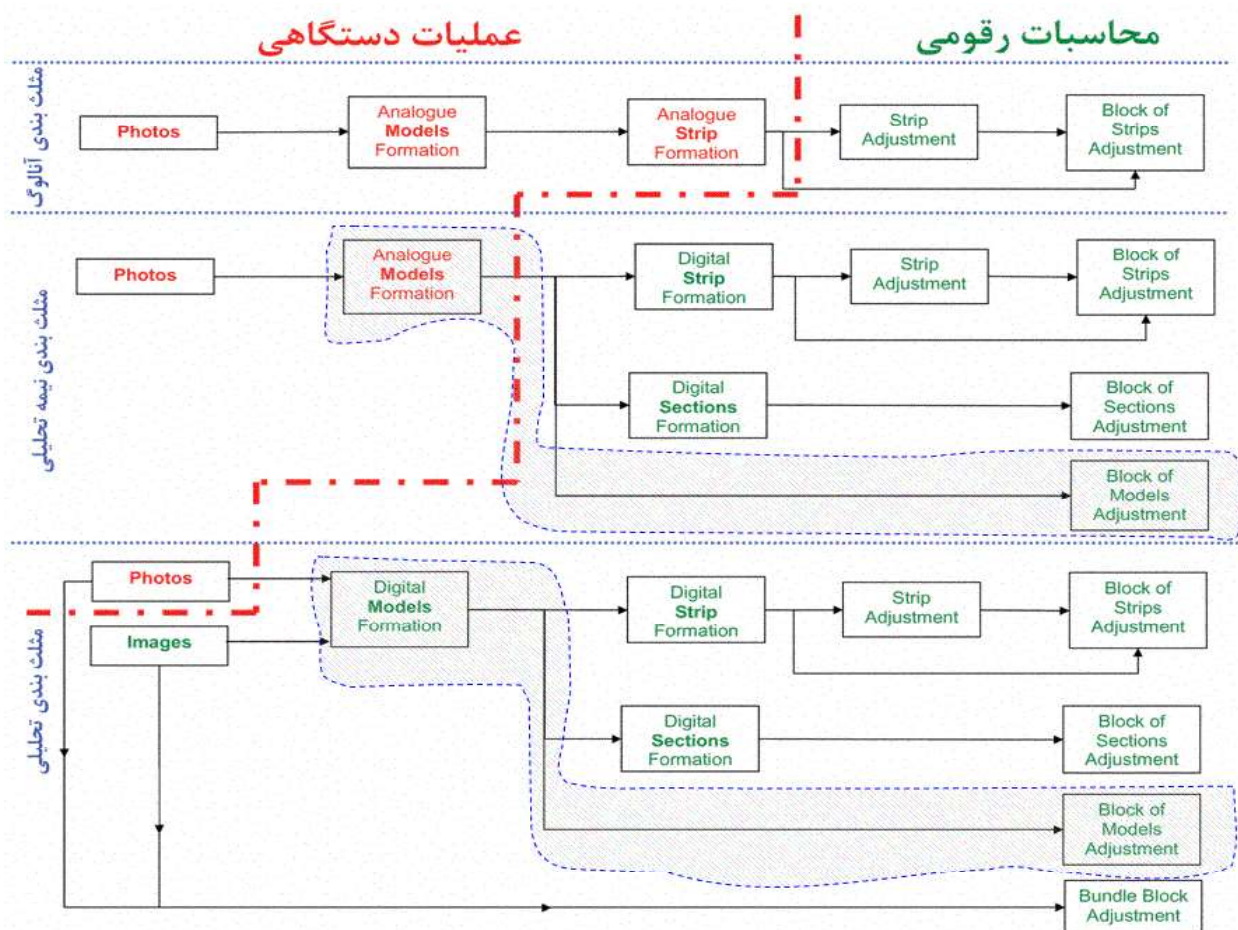 عملیات دستگاهی
محاسبات رقومی
مثلث بندی آنالوگ
Photos
Analogue
Models
Formation
Analogue
Strip
Formation
Strip
Adjustment
Block of
Strips
Adjustment
مثلث بندی نیمه تحلیلی
Photos
Analogue
Models
Formation
Digital
Strip
Formation
Strip
Adjustment
Block of
Strips
Adjustment
Digital
Sections
Formation
Block of
Sections
Adjustment
Block of
Models
Adjustment
مثلث بندی تحلیلی
Photos
Images
Digital
Models
Formation
Digital
Strip
Formation
Strip
Adjustment
Block of
Strips
Adjustment
Digital
Sections
Formation
Block of
Sections
Adjustment
Block of
Models
Adjustment
Bundle Block
Adjustment